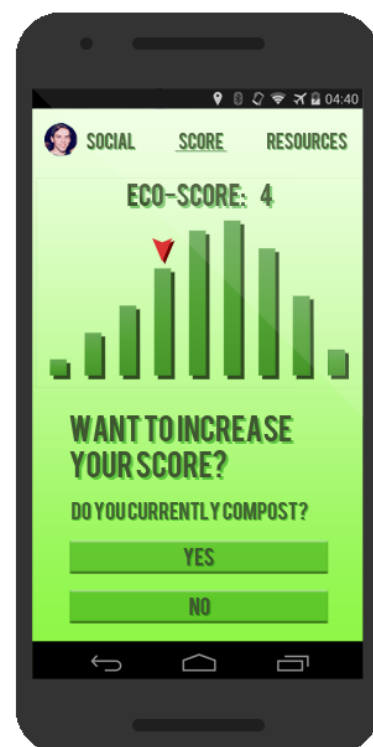 04:40
SOCIAL SCORE RESOURCES
ECO-SCORE: 4
WANT TO INCREASE
YOUR SCORE?
DO YOU CURRENTLY COMPOST?
YES
NO